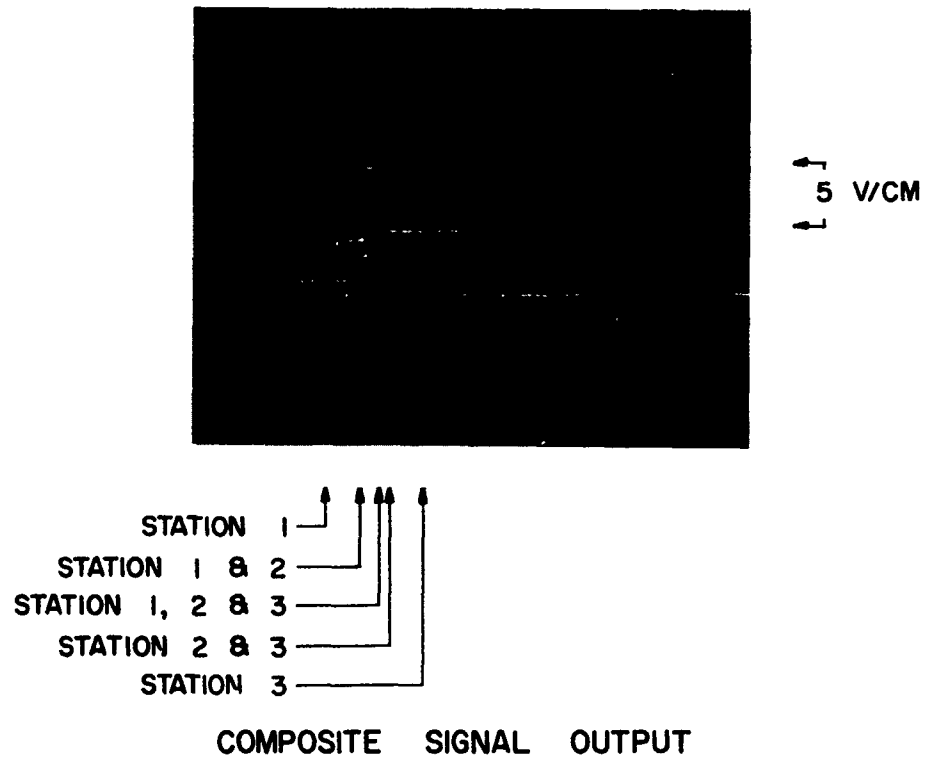 5 V/CM
STATION 1
STATION 1 & 2
STATION 1, 2 & 3
STATION 2 & 3
STATION 3
COMPOSITE SIGNAL OUTPUT